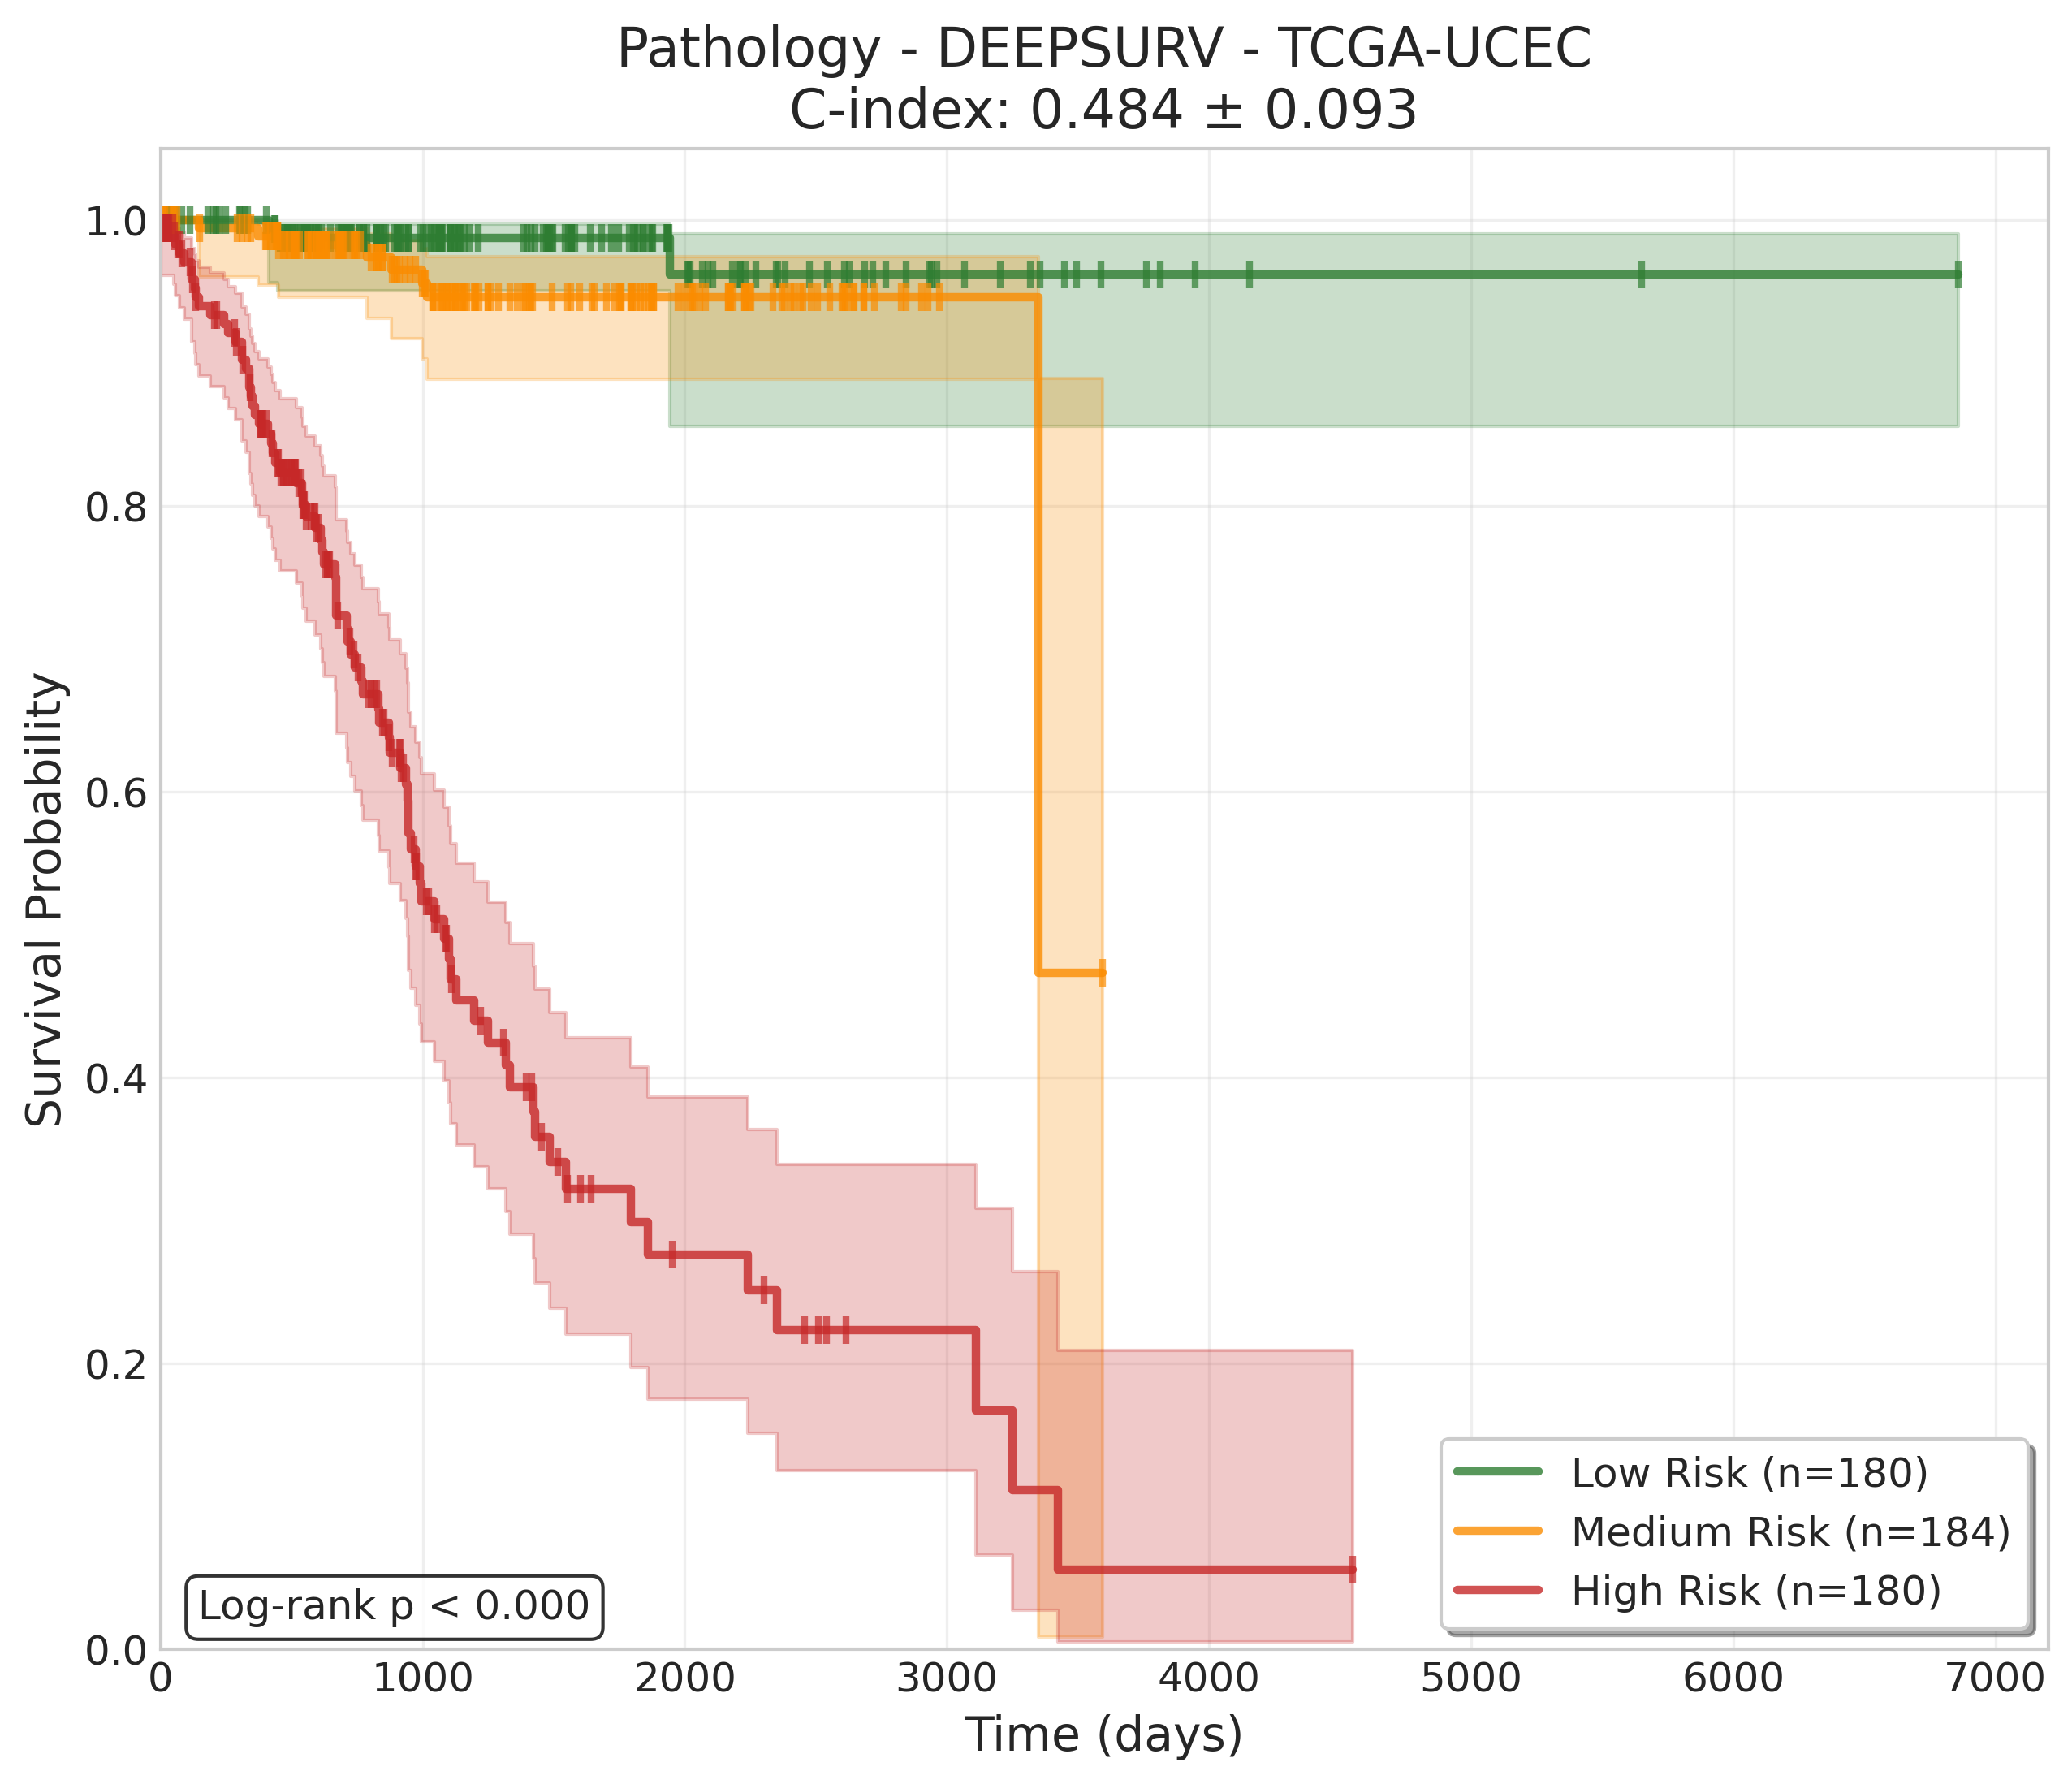 Pathology - DEEPSURV - TCGA-UCEC
C-index: 0.484 ± 0.093
Survival Probability
1.0
0.8
0.6
0.4
0.2
0.0
0 1000 2000 3000 4000 5000 6000 7000
Time (days)
Log-rank p < 0.000
Low Risk (n=180)
Medium Risk (n=184)
High Risk (n=180)